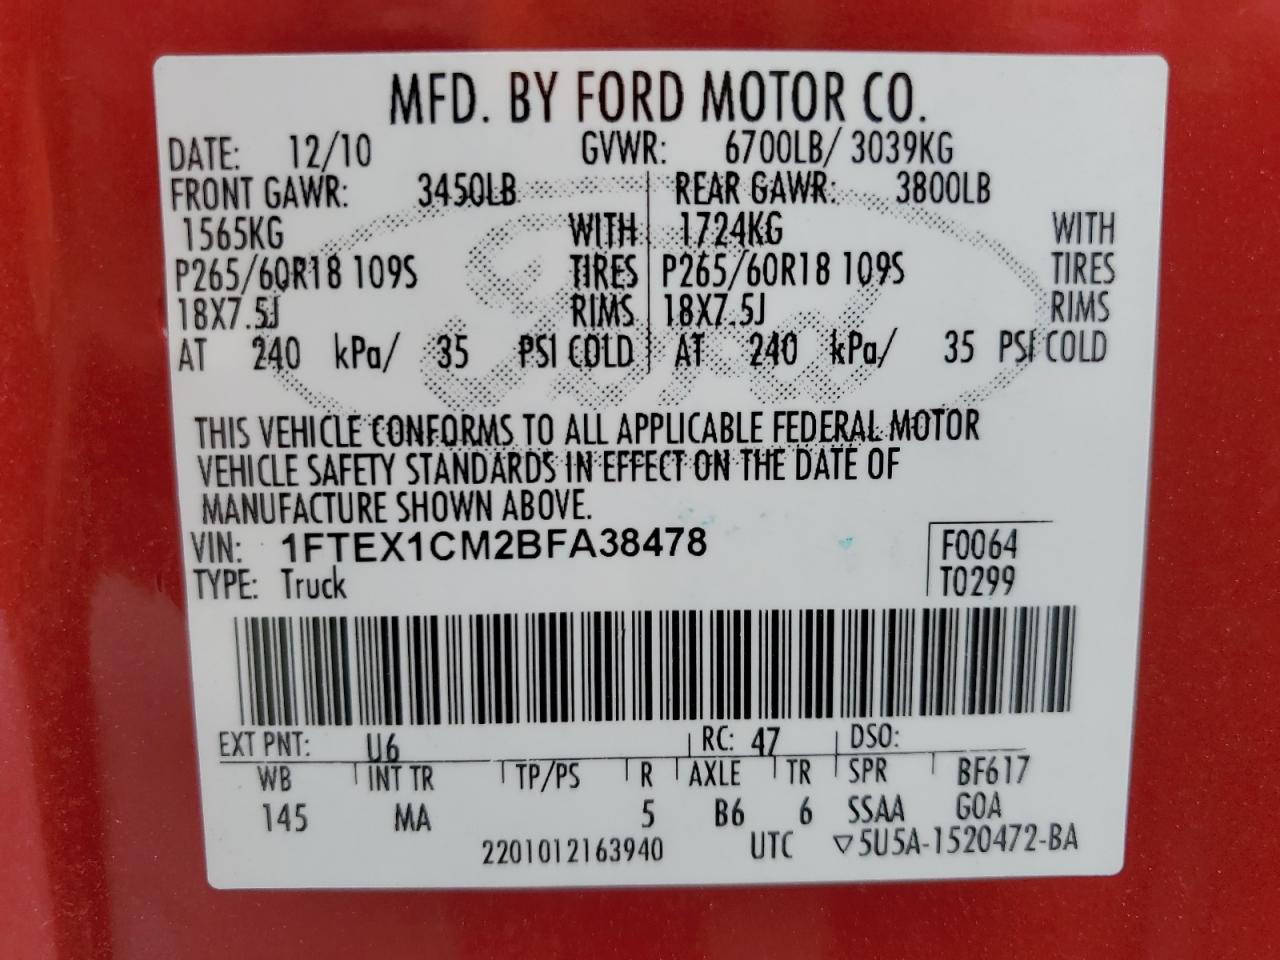 MFD. BY FORD MOTOR CO.
DATE: 12/10 GVWR: 6700LB/ 3039KG
FRONT GAWR: 3450LB REAR GAWR: 3800LB
1565KG WITH 1724KG WITH
P265/60R18 109S TIRES P265/60R18 109S TIRES
18X7.5J RIMS 18X7.5J RIMS
AT 240 kPa/ 35 PSI COLD AT 240 kPa/ 35 PSI COLD
THIS VEHICLE CONFORMS TO ALL APPLICABLE FEDERAL MOTOR
VEHICLE SAFETY STANDARDS IN EFFECT ON THE DATE OF
MANUFACTURE SHOWN ABOVE.
VIN: 1FTEX1CM2BFA38478 F0064
TYPE: Truck T0299
EXT PNT: U6 RC: 47 DSO:
WB INT TR TP/PS R AXLE TR SPR BF617
145 MA 5 B6 6 SSAA GOA
2201012163940 UTC ▽5U5A-1520472-BA
Ford